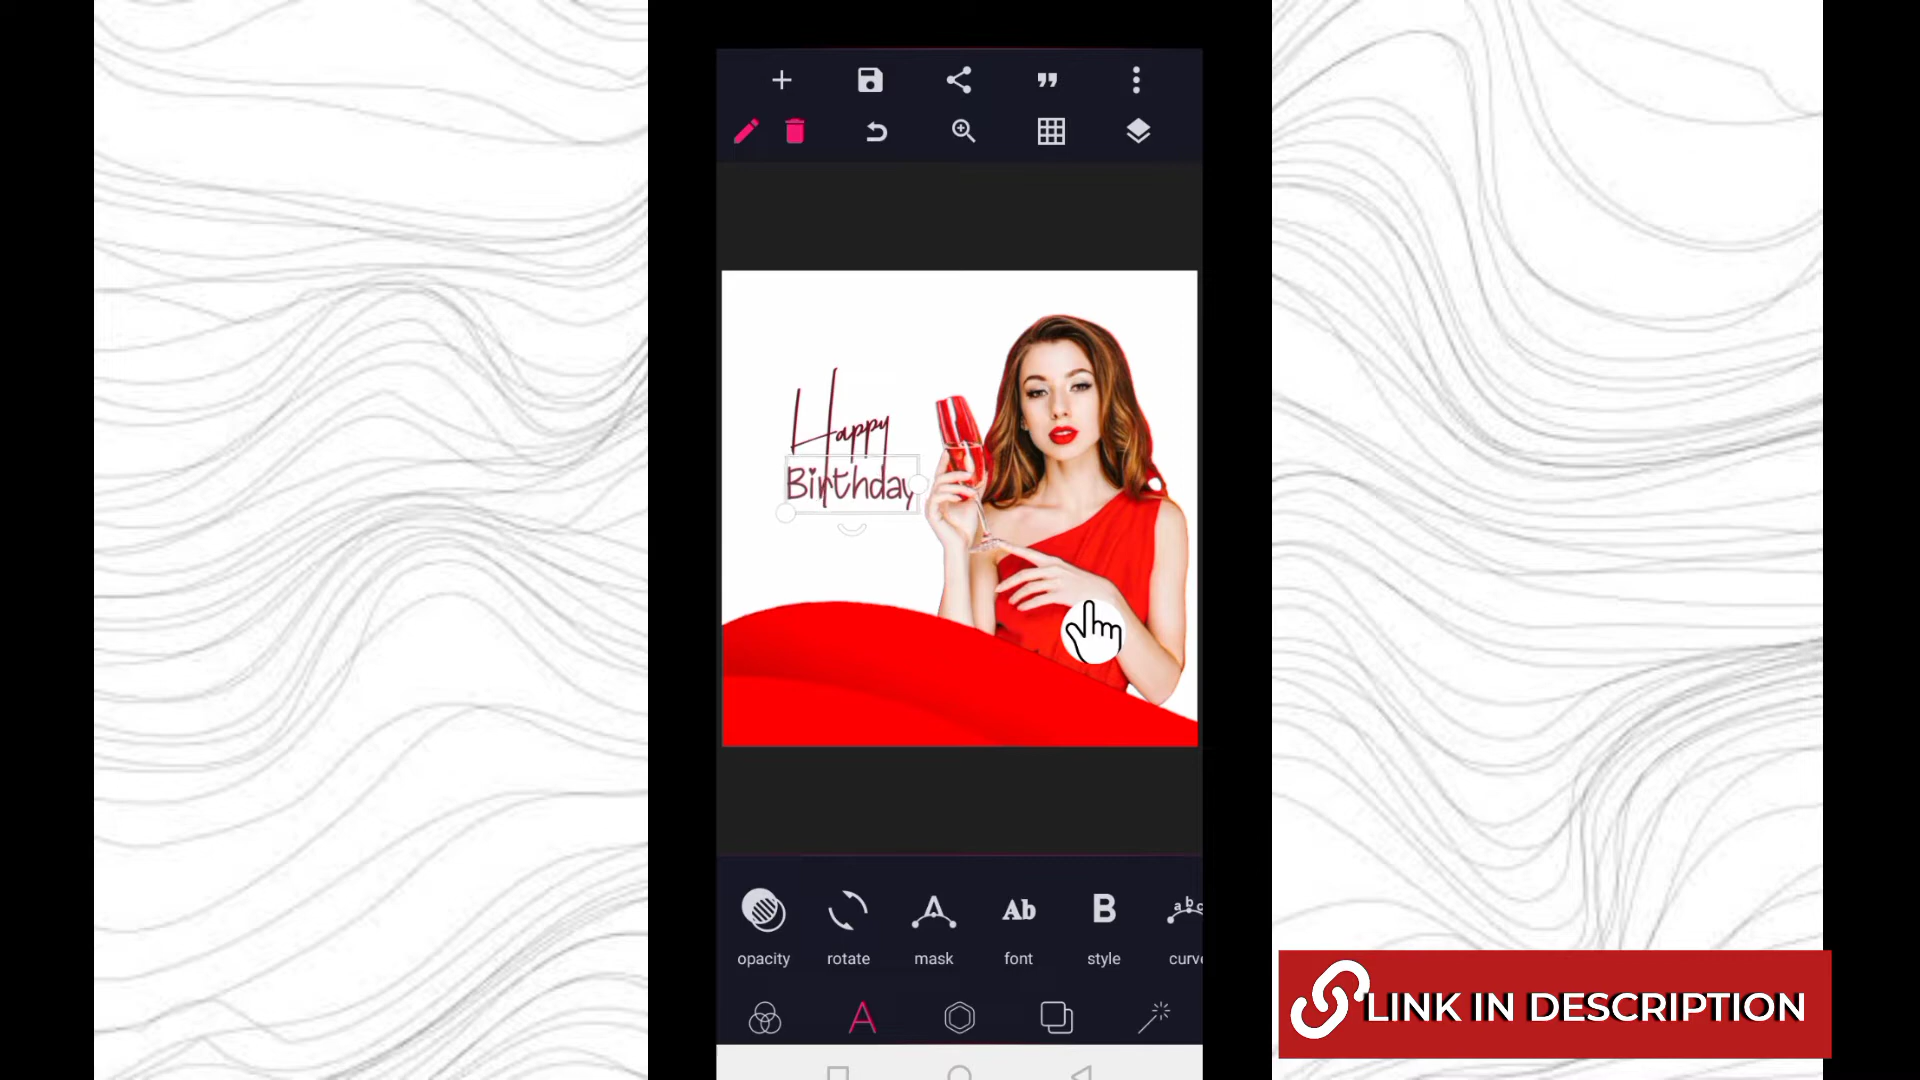 Happy
Birthday
opacity
rotate
mask
Ab
font
B
style
abc
curve
A
LINK IN DESCRIPTION